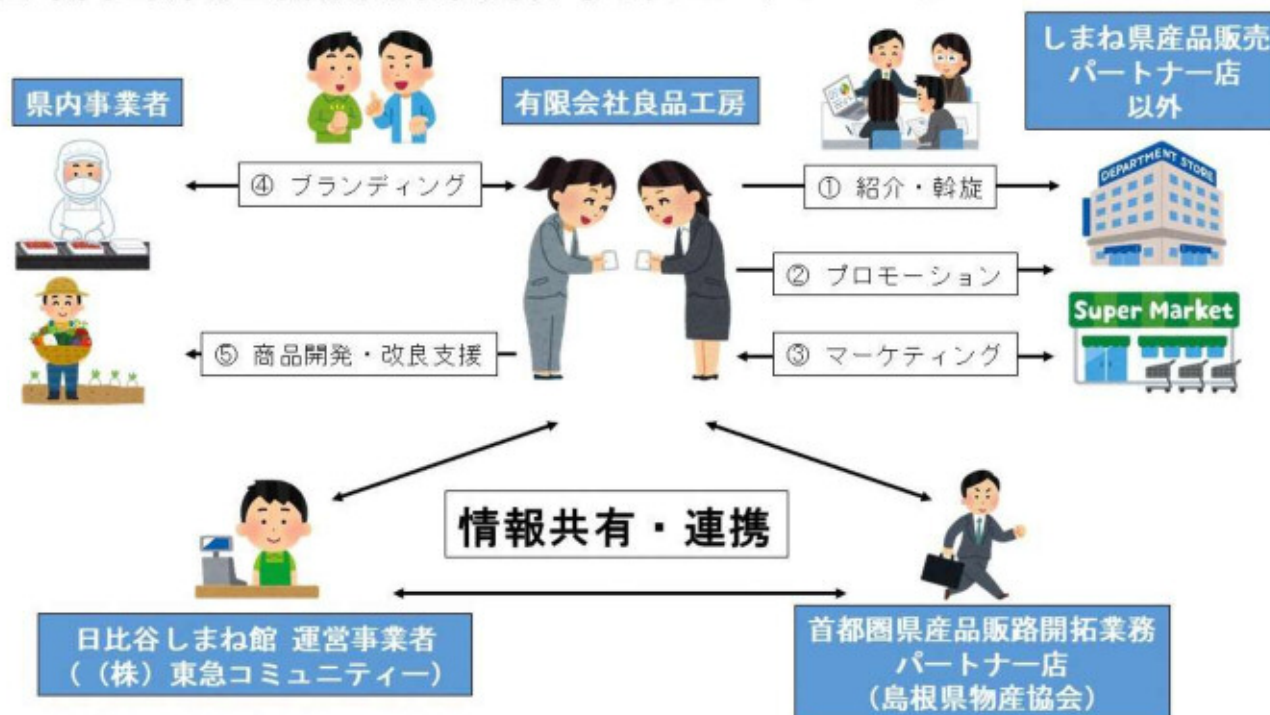 しまね県産品販売
パートナー店
以外
県内事業者
有限会社良品工房
④ ブランディング
① 紹介・斡旋
DEPARTMENT STORE
② プロモーション
Super Market
⑤ 商品開発・改良支援
③ マーケティング
情報共有・連携
日比谷しまね館 運営事業者
（（株）東急コミュニティー）
首都圏県産品販路開拓業務
パートナー店
（島根県物産協会）